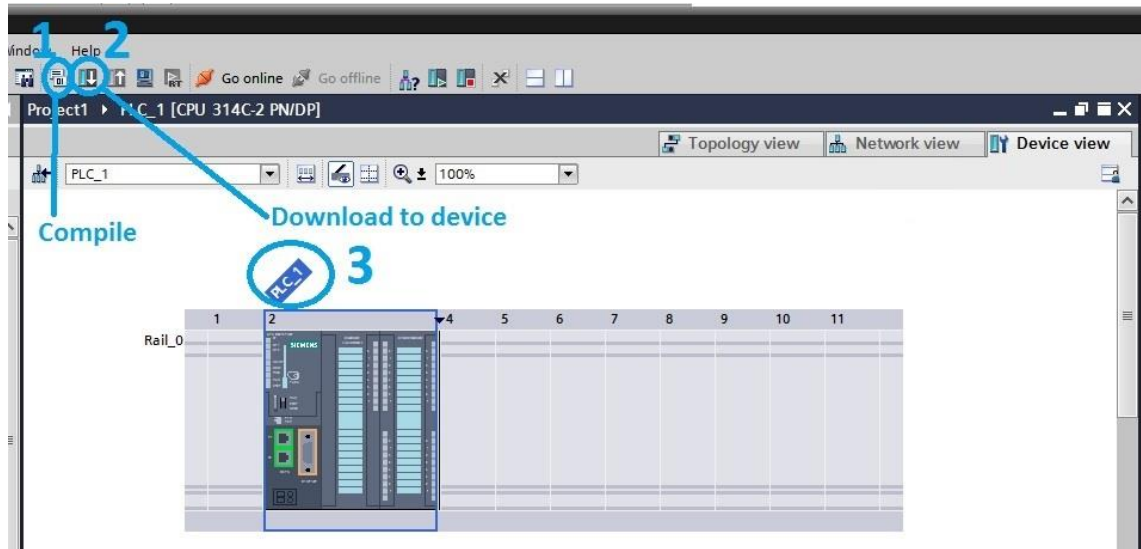 1 2
Window Help
Go online Go offline
Project1 PLC_1 [CPU 314C-2 PN/DP]
Topology view Network view Device view
PLC_1 100%
Compile
Download to device
PLC_1 3
1 2 4 5 6 7 8 9 10 11
Rail_0
SIEMENS